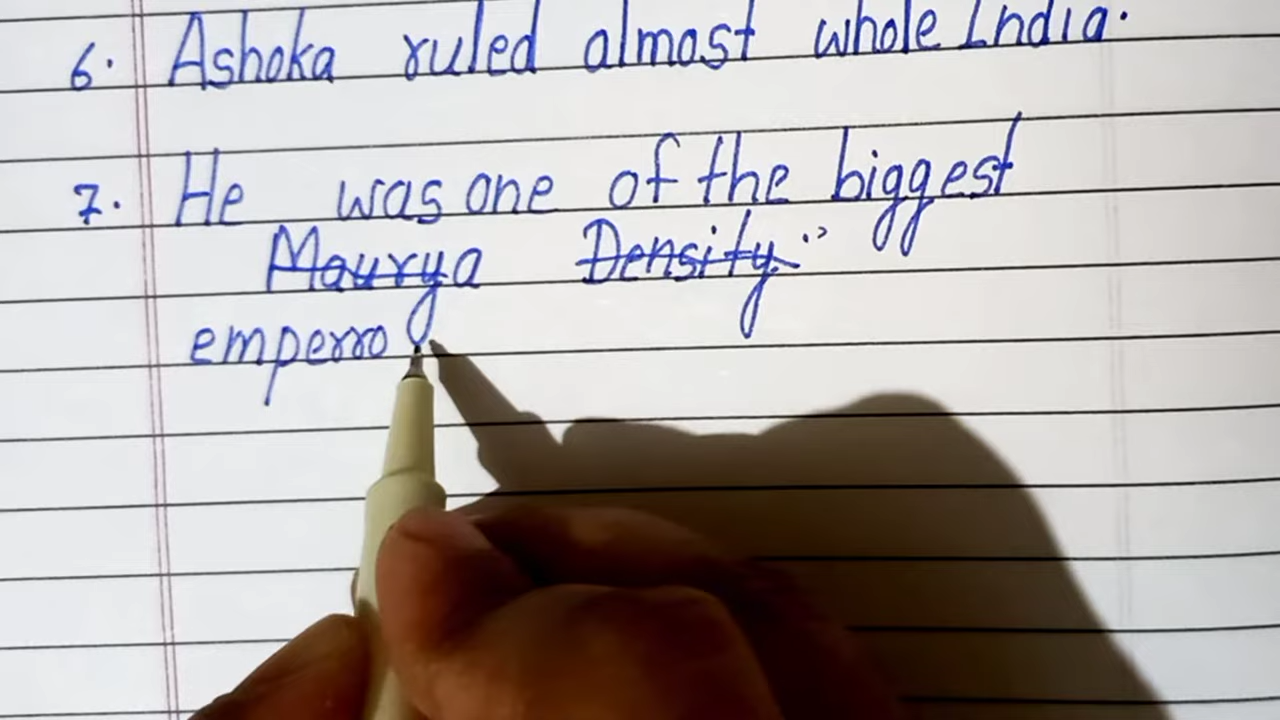 6. Ashoka ruled almost whole India.
7. He was one of the biggest
Maurya Density.
emperro